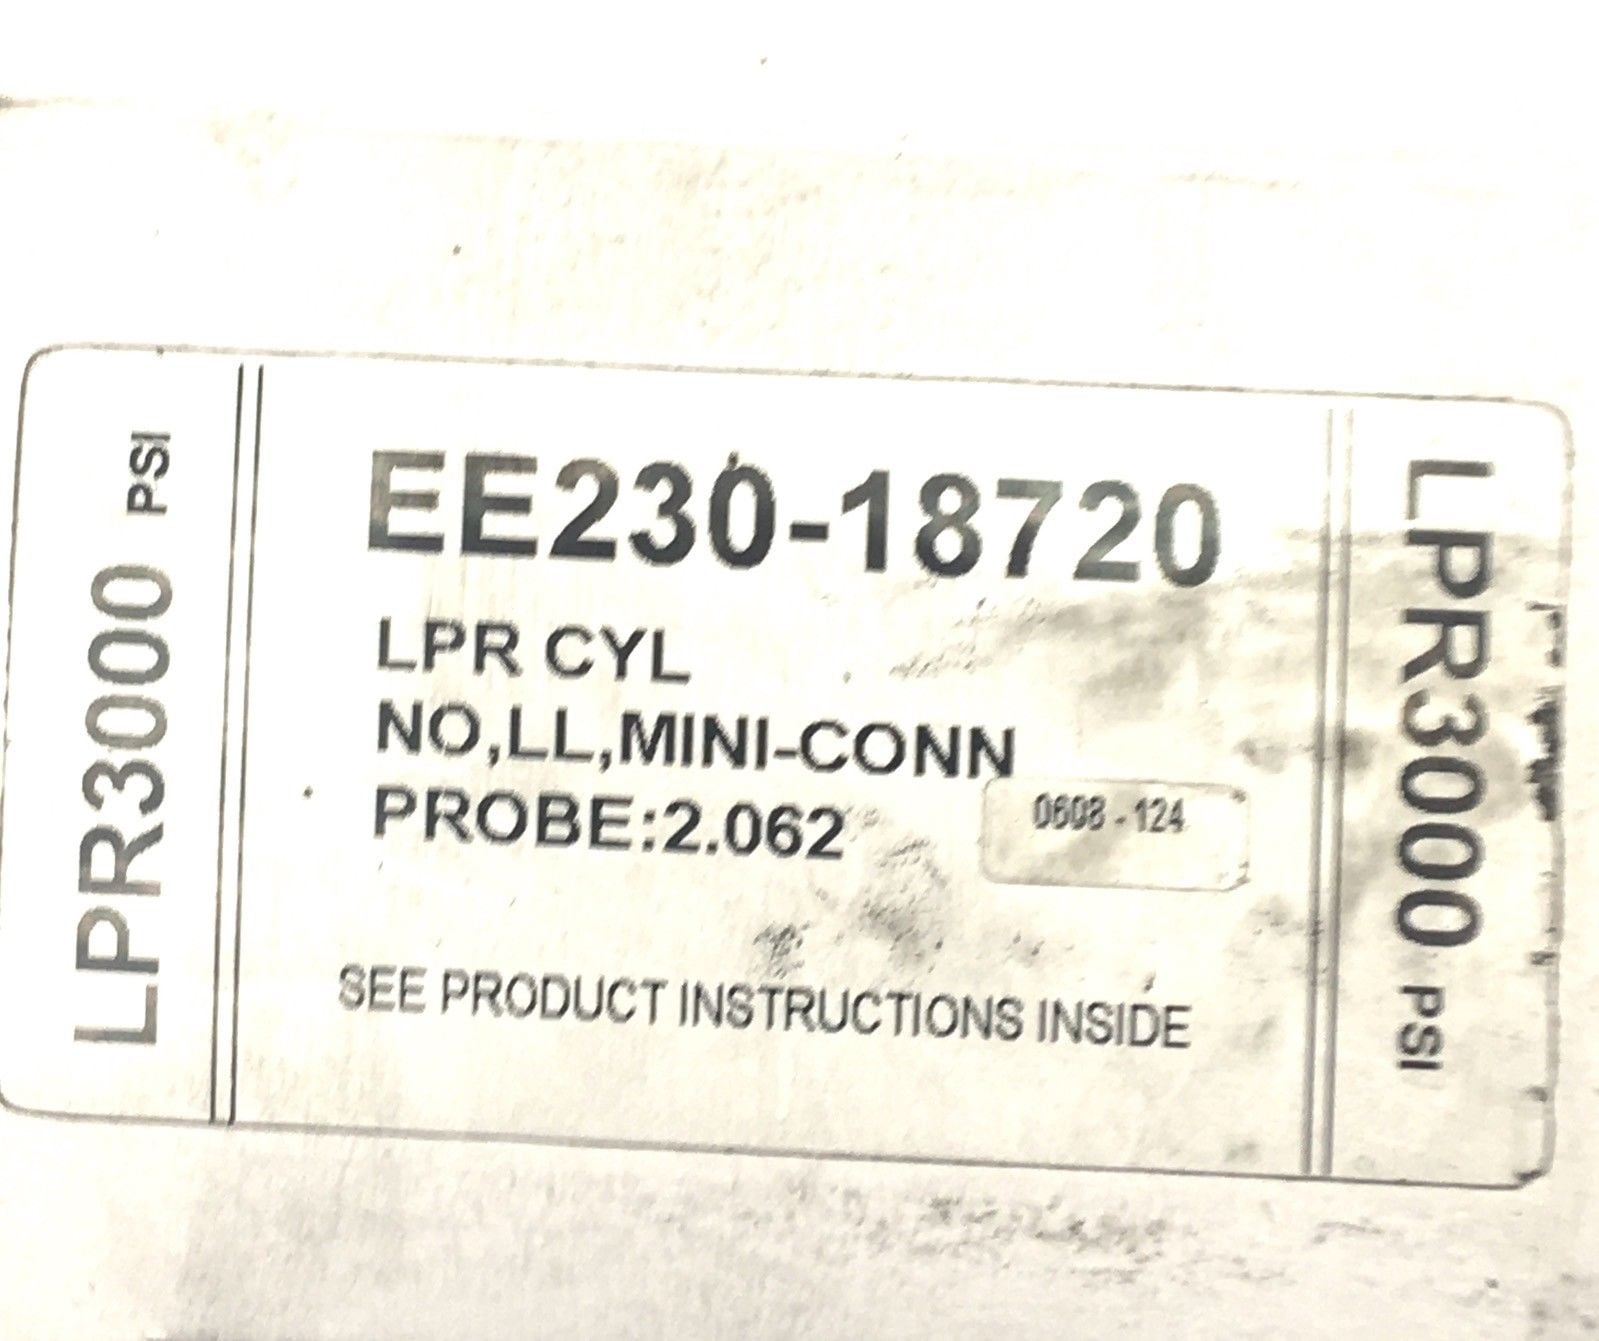 LPR3000 PSI
EE230-18720
LPR CYL
NO,LL,MINI-CONN
PROBE:2.062
0608-124
SEE PRODUCT INSTRUCTIONS INSIDE
LPR3000 PSI